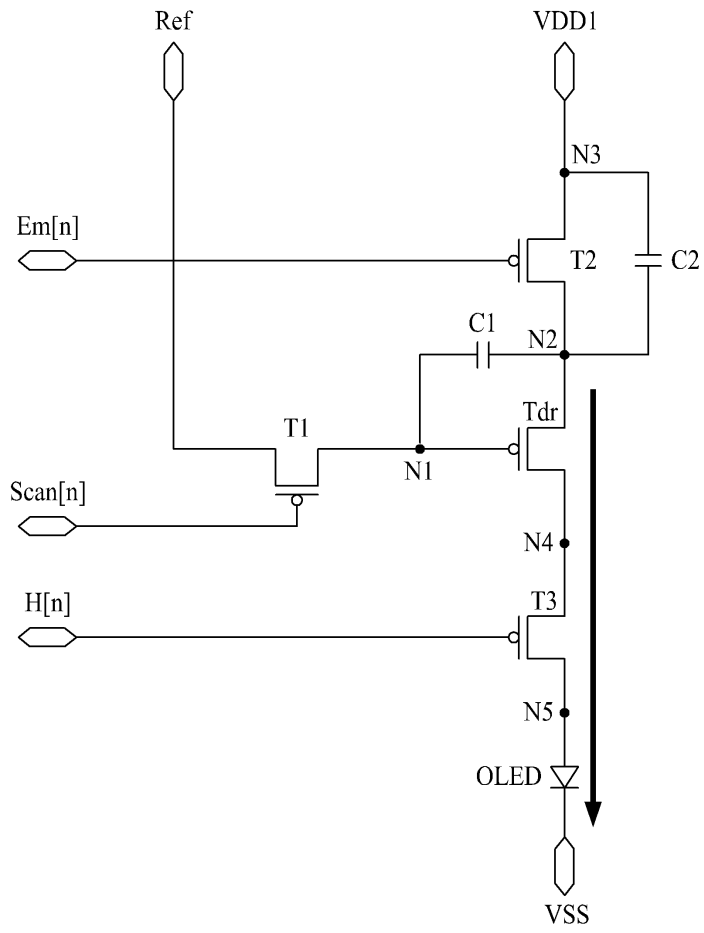 Ref
VDD1
N3
Em[n]
T2
C2
C1
N2
Tdr
T1
N1
Scan[n]
N4
H[n]
T3
N5
OLED
VSS